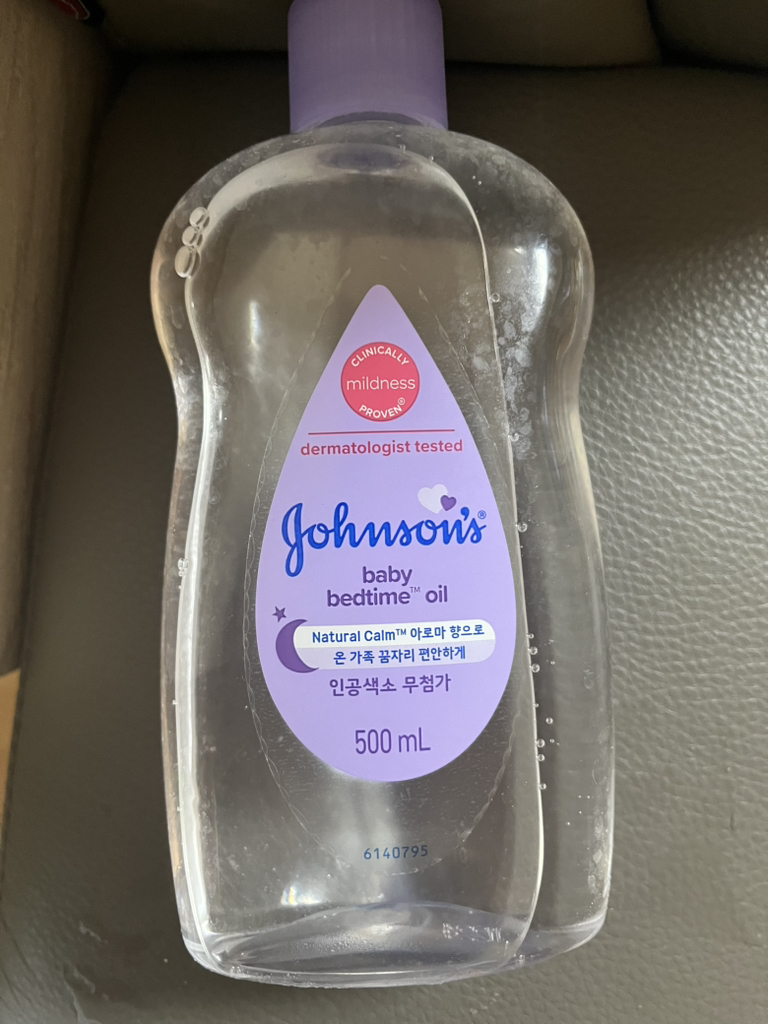 CLINICALLY
mildness
PROVEN®
dermatologist tested
Johnson's®
baby
bedtime™ oil
Natural Calm™ 아로마 향으로
온 가족 꿈자리 편안하게
인공색소 무첨가
500 mL
6140795